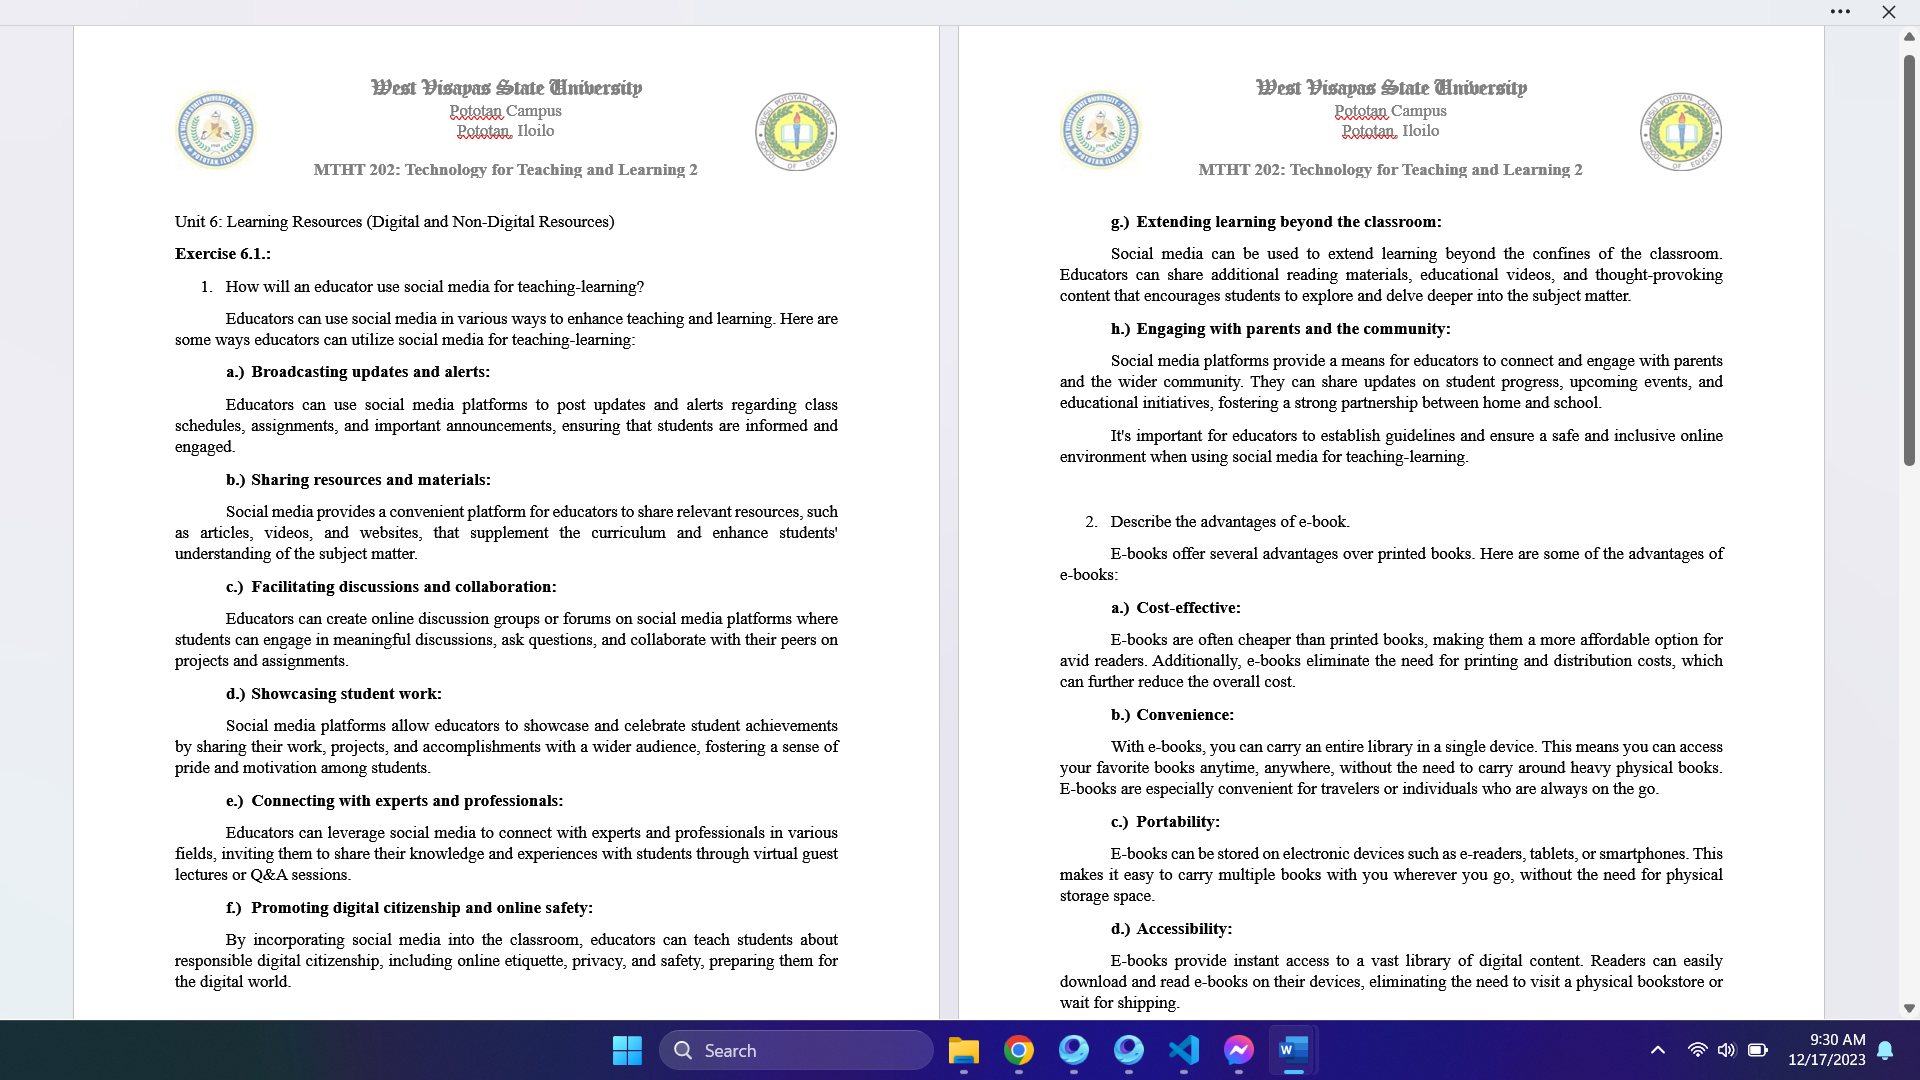 West Visayas State University
Pototan Campus
Pototan, Iloilo
MTHT 202: Technology for Teaching and Learning 2
Unit 6: Learning Resources (Digital and Non-Digital Resources)
Exercise 6.1.:
1. How will an educator use social media for teaching-learning?
Educators can use social media in various ways to enhance teaching and learning. Here are
some ways educators can utilize social media for teaching-learning:
a.) Broadcasting updates and alerts:
Educators can use social media platforms to post updates and alerts regarding class
schedules, assignments, and important announcements, ensuring that students are informed and
engaged.
b.) Sharing resources and materials:
Social media provides a convenient platform for educators to share relevant resources, such
as articles, videos, and websites, that supplement the curriculum and enhance students'
understanding of the subject matter.
c.) Facilitating discussions and collaboration:
Educators can create online discussion groups or forums on social media platforms where
students can engage in meaningful discussions, ask questions, and collaborate with their peers on
projects and assignments.
d.) Showcasing student work:
Social media platforms allow educators to showcase and celebrate student achievements
by sharing their work, projects, and accomplishments with a wider audience, fostering a sense of
pride and motivation among students.
e.) Connecting with experts and professionals:
Educators can leverage social media to connect with experts and professionals in various
fields, inviting them to share their knowledge and experiences with students through virtual guest
lectures or Q&A sessions.
f.) Promoting digital citizenship and online safety:
By incorporating social media into the classroom, educators can teach students about
responsible digital citizenship, including online etiquette, privacy, and safety, preparing them for
the digital world.
West Visayas State University
Pototan Campus
Pototan, Iloilo
MTHT 202: Technology for Teaching and Learning 2
g.) Extending learning beyond the classroom:
Social media can be used to extend learning beyond the confines of the classroom.
Educators can share additional reading materials, educational videos, and thought-provoking
content that encourages students to explore and delve deeper into the subject matter.
h.) Engaging with parents and the community:
Social media platforms provide a means for educators to connect and engage with parents
and the wider community. They can share updates on student progress, upcoming events, and
educational initiatives, fostering a strong partnership between home and school.
It's important for educators to establish guidelines and ensure a safe and inclusive online
environment when using social media for teaching-learning.
2. Describe the advantages of e-book.
E-books offer several advantages over printed books. Here are some of the advantages of
e-books:
a.) Cost-effective:
E-books are often cheaper than printed books, making them a more affordable option for
avid readers. Additionally, e-books eliminate the need for printing and distribution costs, which
can further reduce the overall cost.
b.) Convenience:
With e-books, you can carry an entire library in a single device. This means you can access
your favorite books anytime, anywhere, without the need to carry around heavy physical books.
E-books are especially convenient for travelers or individuals who are always on the go.
c.) Portability:
E-books can be stored on electronic devices such as e-readers, tablets, or smartphones. This
makes it easy to carry multiple books with you wherever you go, without the need for physical
storage space.
d.) Accessibility:
E-books provide instant access to a vast library of digital content. Readers can easily
download and read e-books on their devices, eliminating the need to visit a physical bookstore or
wait for shipping.
Search
9:30 AM
12/17/2023